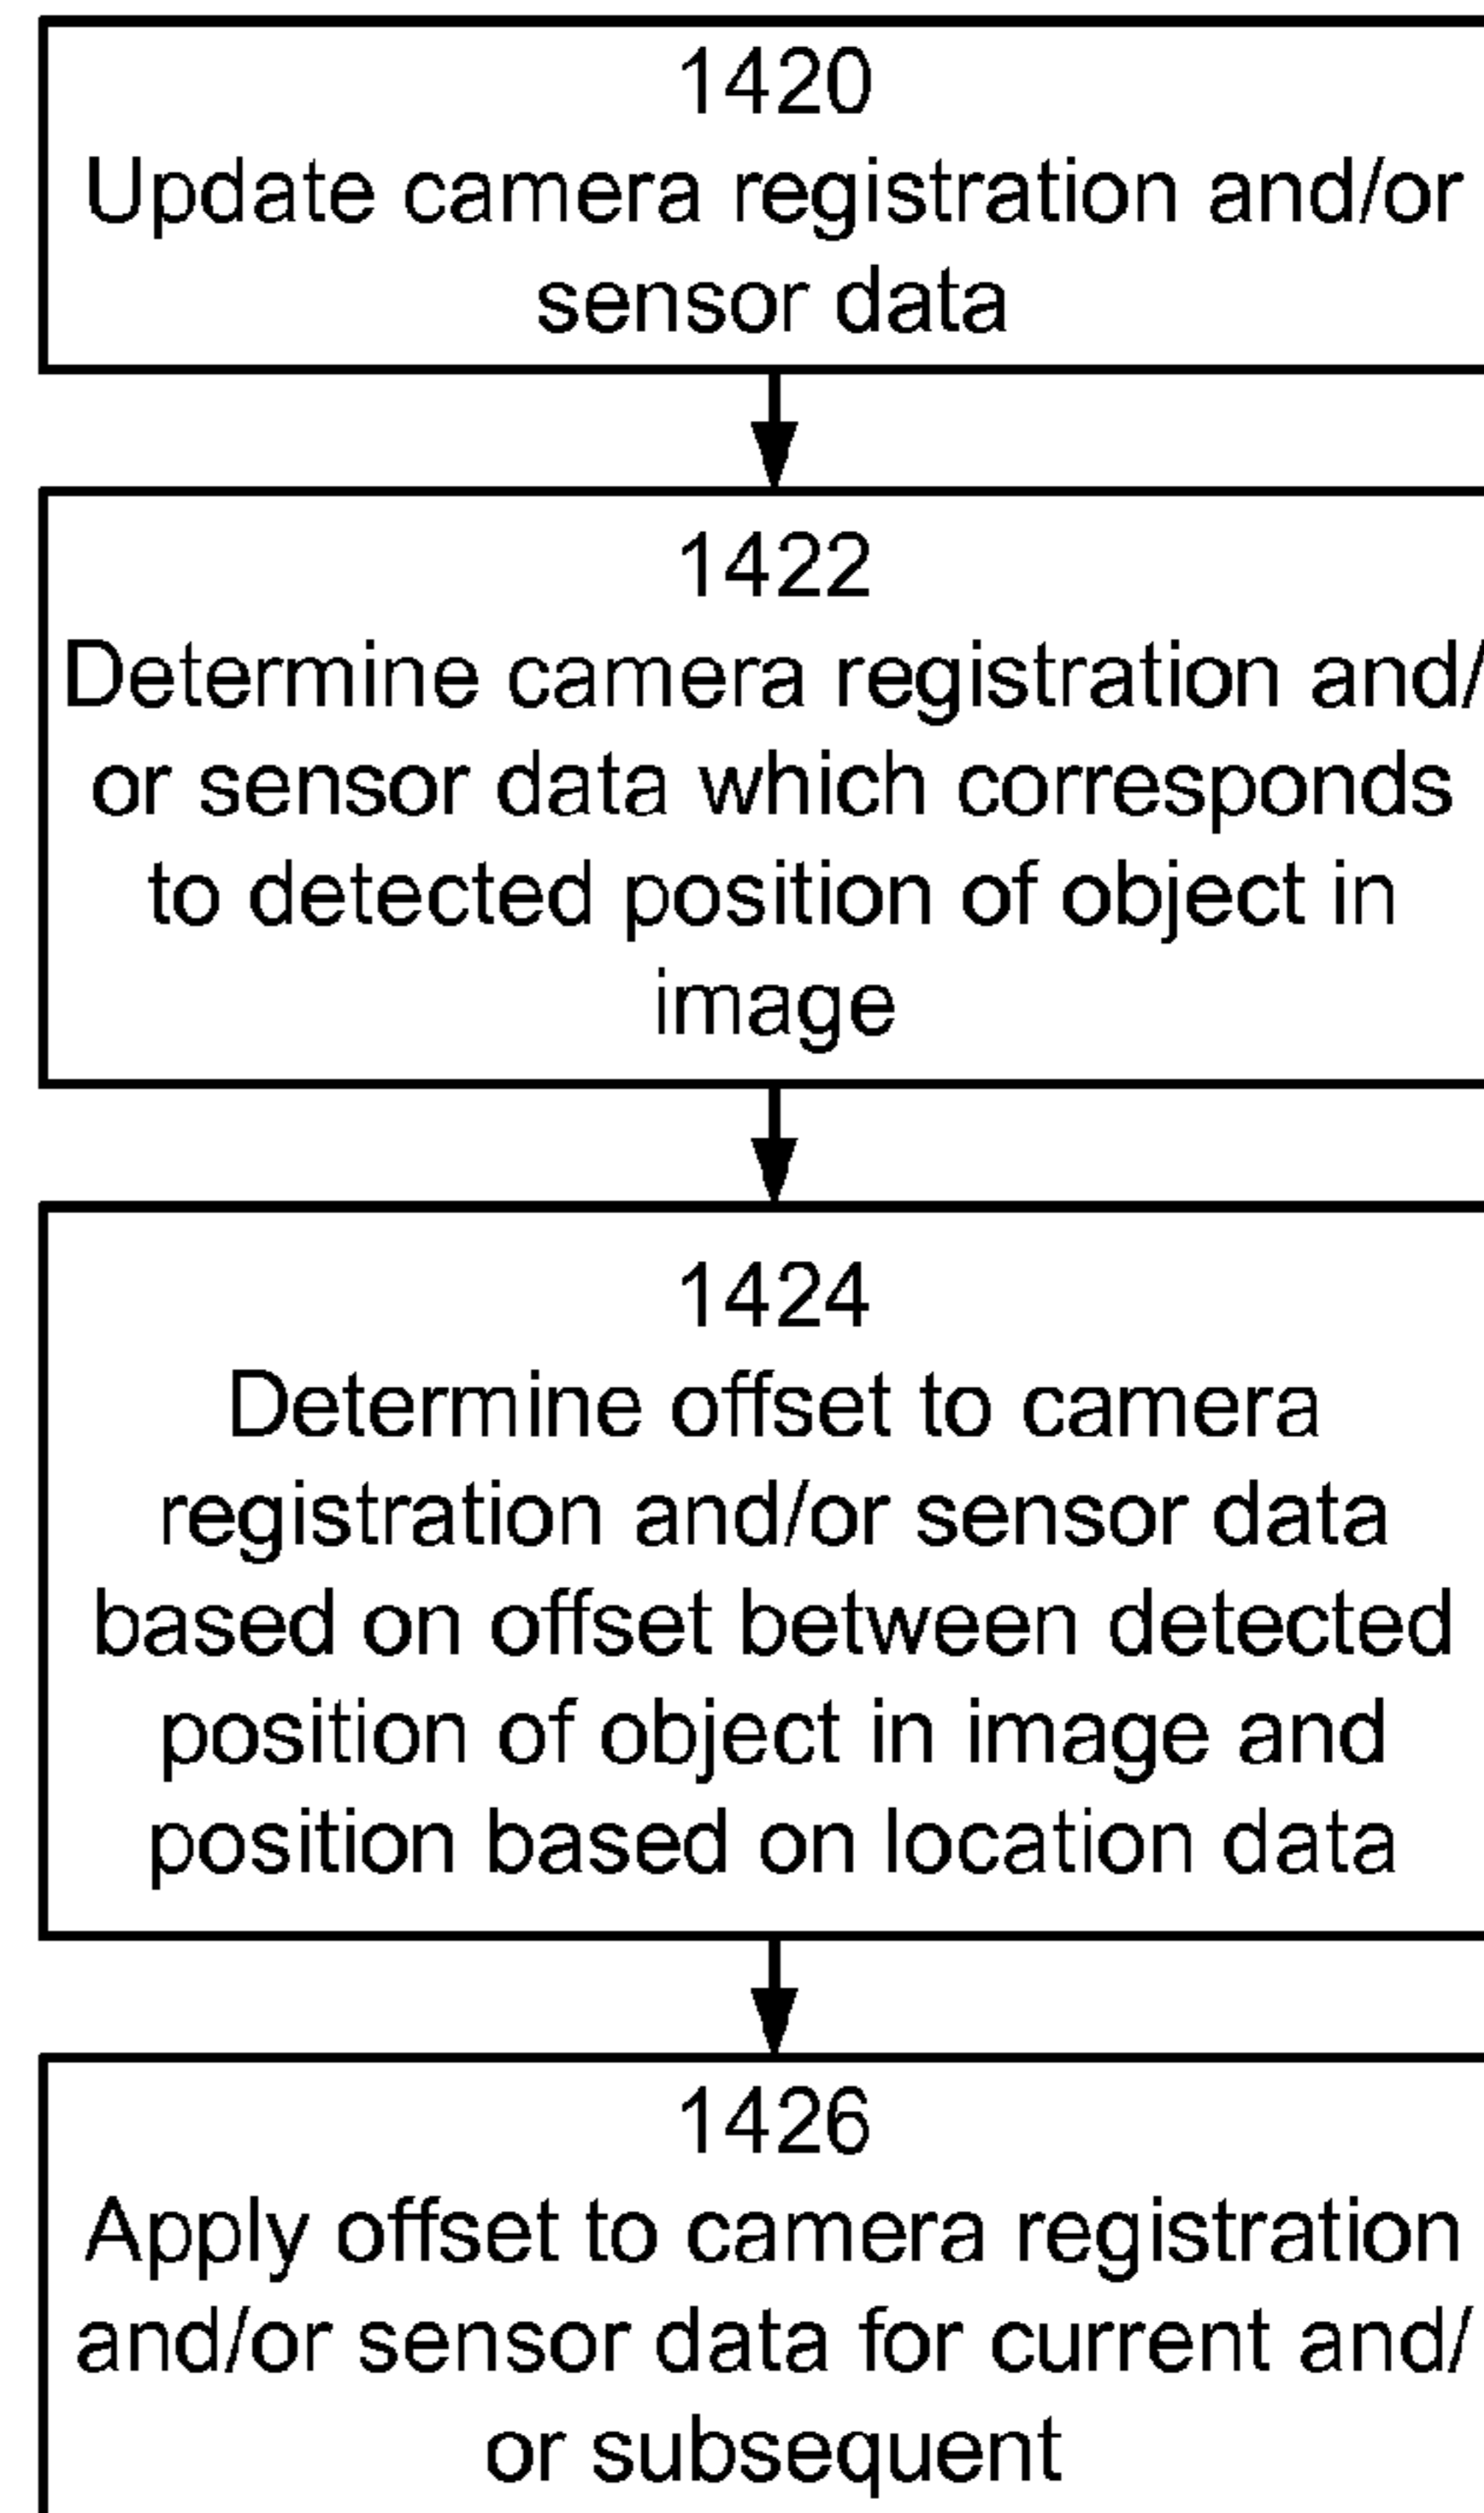 1420
Update camera registration and/or
sensor data
1422
Determine camera registration and/
or sensor data which corresponds
to detected position of object in
image
1424
Determine offset to camera
registration and/or sensor data
based on offset between detected
position of object in image and
position based on location data
1426
Apply offset to camera registration
and/or sensor data for current and/
or subsequent